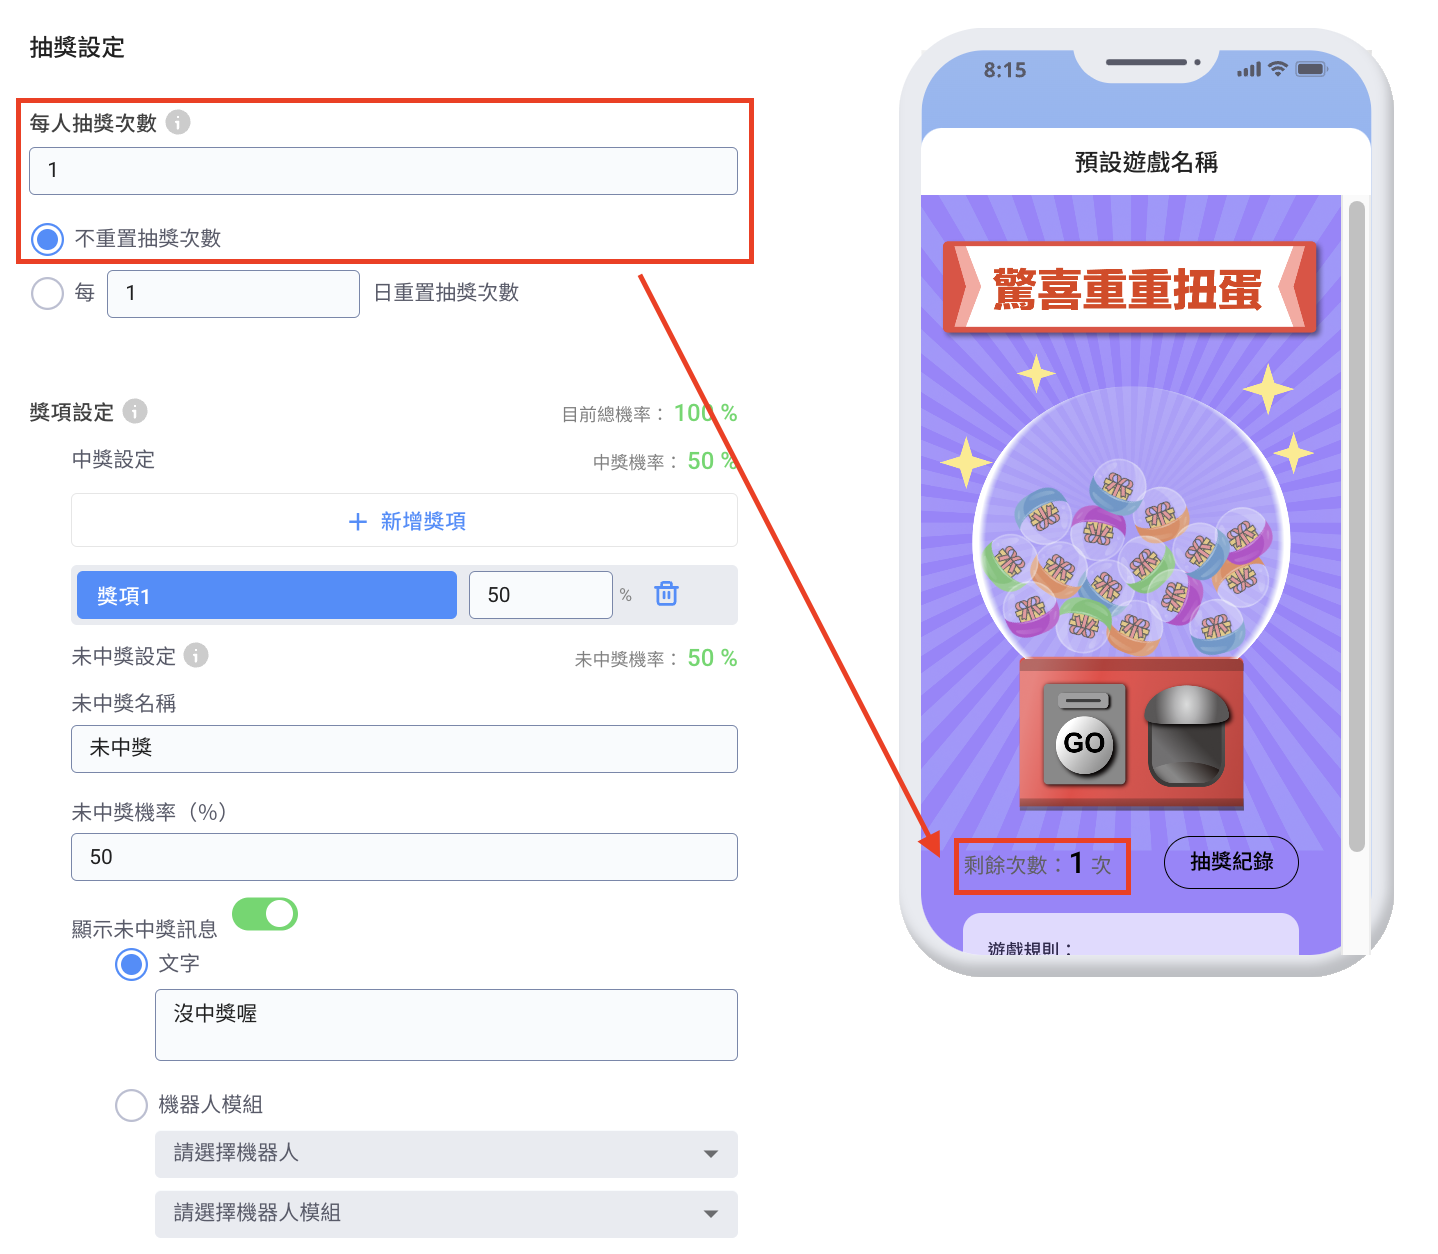 抽獎設定
每人抽獎次數
1
不重置抽獎次數
每 1 日重置抽獎次數
獎項設定
目前總機率： 100 %
中獎設定
中獎機率： 50 %
+ 新增獎項
獎項1
50
%
未中獎設定
未中獎機率： 50 %
未中獎名稱
未中獎
未中獎機率（%）
50
顯示未中獎訊息
文字
沒中獎喔
機器人模組
請選擇機器人
請選擇機器人模組
8:15
預設遊戲名稱
驚喜重重扭蛋
GO
剩餘次數：1 次
抽獎紀錄
遊戲規則：